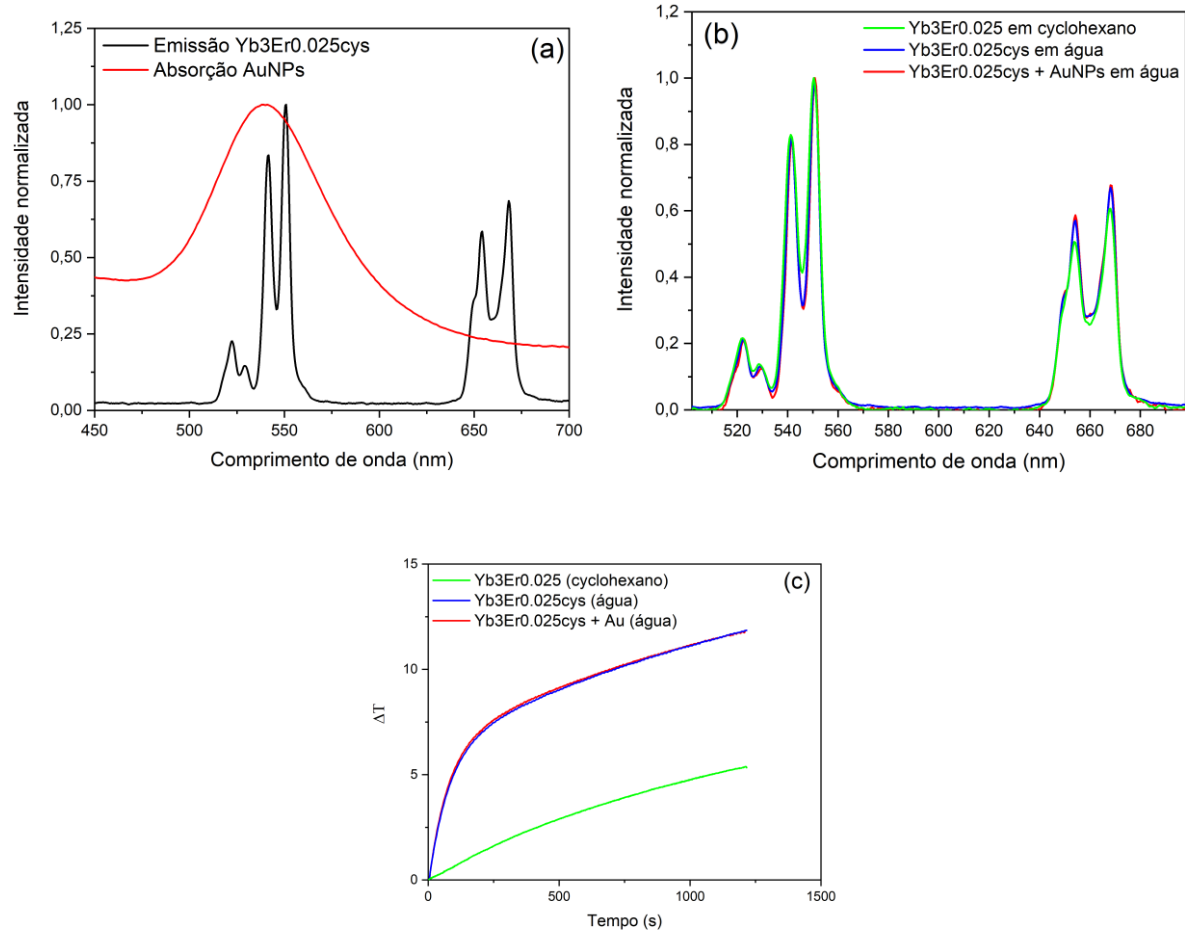 (a)
Emissão Yb3Er0.025cys
Absorção AuNPs
Intensidade normalizada
1,25
1,00
0,75
0,50
0,25
0,00
450
500
550
600
650
700
Comprimento de onda (nm)
(b)
Yb3Er0.025 em cyclohexano
Yb3Er0.025cys em água
Yb3Er0.025cys + AuNPs em água
Intensidade normalizada
1,2
1,0
0,8
0,6
0,4
0,2
0,0
520
540
560
580
600
620
640
660
680
Comprimento de onda (nm)
(c)
Yb3Er0.025 (cyclohexano)
Yb3Er0.025cys (água)
Yb3Er0.025cys + Au (água)
ΔT
15
10
5
0
0
500
1000
1500
Tempo (s)